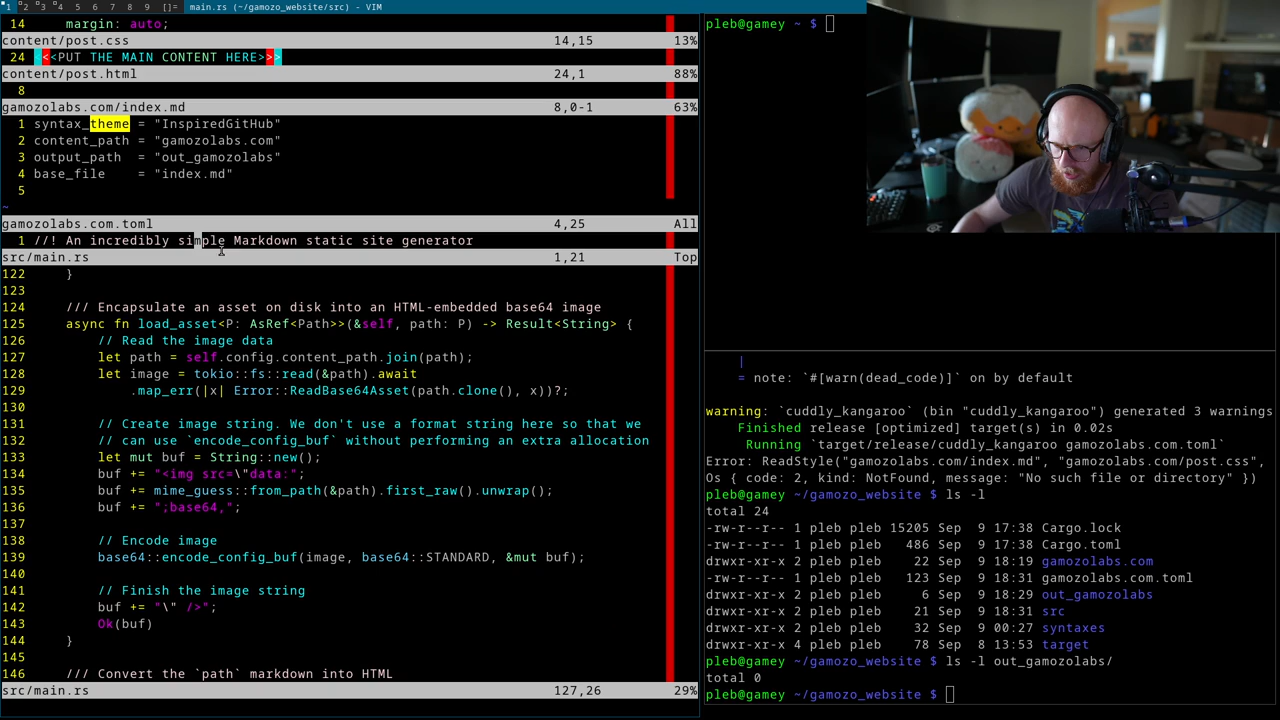 1 2 3 4 5 6 7 8 9 []= main.rs (~/gamozo_website/src) - VIM
14 margin: auto;
content/post.css 14,15 13%
24 <<<PUT THE MAIN CONTENT HERE>>>
content/post.html 24,1 88%
8
gamozolabs.com/index.md 8,0-1 63%
1 syntax_theme = "InspiredGitHub"
2 content_path = "gamozolabs.com"
3 output_path = "out_gamozolabs"
4 base_file = "index.md"
5
~
gamozolabs.com.toml 4,25 All
1 //! An incredibly simple Markdown static site generator
src/main.rs 1,21 Top
122 }
123
124 /// Encapsulate an asset on disk into an HTML-embedded base64 image
125 async fn load_asset<P: AsRef<Path>>(&self, path: P) -> Result<String> {
126 // Read the image data
127 let path = self.config.content_path.join(path);
128 let image = tokio::fs::read(&path).await
129 .map_err(|x| Error::ReadBase64Asset(path.clone(), x))?;
130
131 // Create image string. We don't use a format string here so that we
132 // can use `encode_config_buf` without performing an extra allocation
133 let mut buf = String::new();
134 buf += "<img src=\"data:";
135 buf += mime_guess::from_path(&path).first_raw().unwrap();
136 buf += ";base64,";
137
138 // Encode image
139 base64::encode_config_buf(image, base64::STANDARD, &mut buf);
140
141 // Finish the image string
142 buf += "\" />";
143 Ok(buf)
144 }
145
146 /// Convert the `path` markdown into HTML
src/main.rs 127,26 29%
pleb@gamey ~ $
|
= note: `#[warn(dead_code)]` on by default
warning: `cuddly_kangaroo` (bin "cuddly_kangaroo") generated 3 warnings
Finished release [optimized] target(s) in 0.02s
Running `target/release/cuddly_kangaroo gamozolabs.com.toml`
Error: ReadStyle("gamozolabs.com/index.md", "gamozolabs.com/post.css",
Os { code: 2, kind: NotFound, message: "No such file or directory" })
pleb@gamey ~/gamozo_website $ ls -l
total 24
-rw-r--r-- 1 pleb pleb 15205 Sep 9 17:38 Cargo.lock
-rw-r--r-- 1 pleb pleb 486 Sep 9 17:38 Cargo.toml
drwxr-xr-x 2 pleb pleb 22 Sep 9 18:19 gamozolabs.com
-rw-r--r-- 1 pleb pleb 123 Sep 9 18:31 gamozolabs.com.toml
drwxr-xr-x 2 pleb pleb 6 Sep 9 18:29 out_gamozolabs
drwxr-xr-x 2 pleb pleb 21 Sep 9 18:31 src
drwxr-xr-x 2 pleb pleb 32 Sep 9 00:27 syntaxes
drwxr-xr-x 4 pleb pleb 78 Sep 8 13:53 target
pleb@gamey ~/gamozo_website $ ls -l out_gamozolabs/
total 0
pleb@gamey ~/gamozo_website $